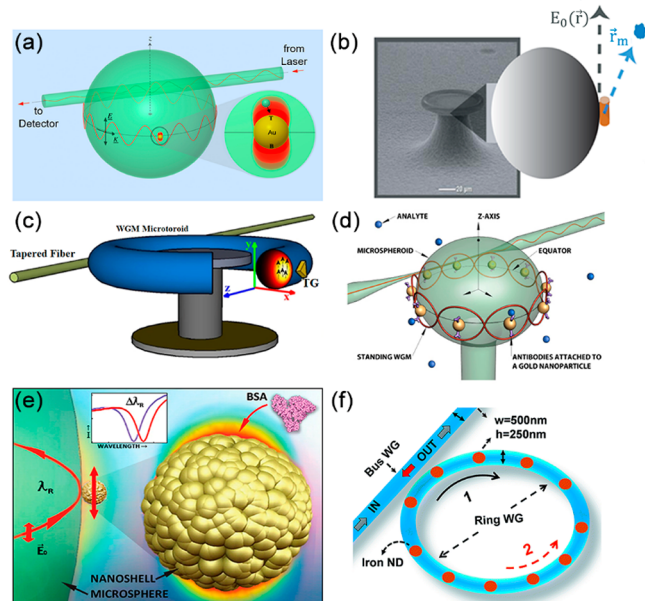 (a)
z
from
Laser
to
Detector
E
K
T
Au
B
(b)
E₀(r⃗)
r⃗m
20 μm
(c)
WGM Microtoroid
Tapered Fiber
y
z
x
TG
(d)
ANALYTE
Z-AXIS
MICROSPHEROID
EQUATOR
STANDING WGM
ANTIBODIES ATTACHED TO
A GOLD NANOPARTICLE
(e)
ΔλR
I
WAVELENGTH→
BSA
λR
E⃗₀
NANOSHELL
MICROSPHERE
(f)
w=500nm
h=250nm
Bus WG
OUT
IN
1
Ring WG
2
Iron ND